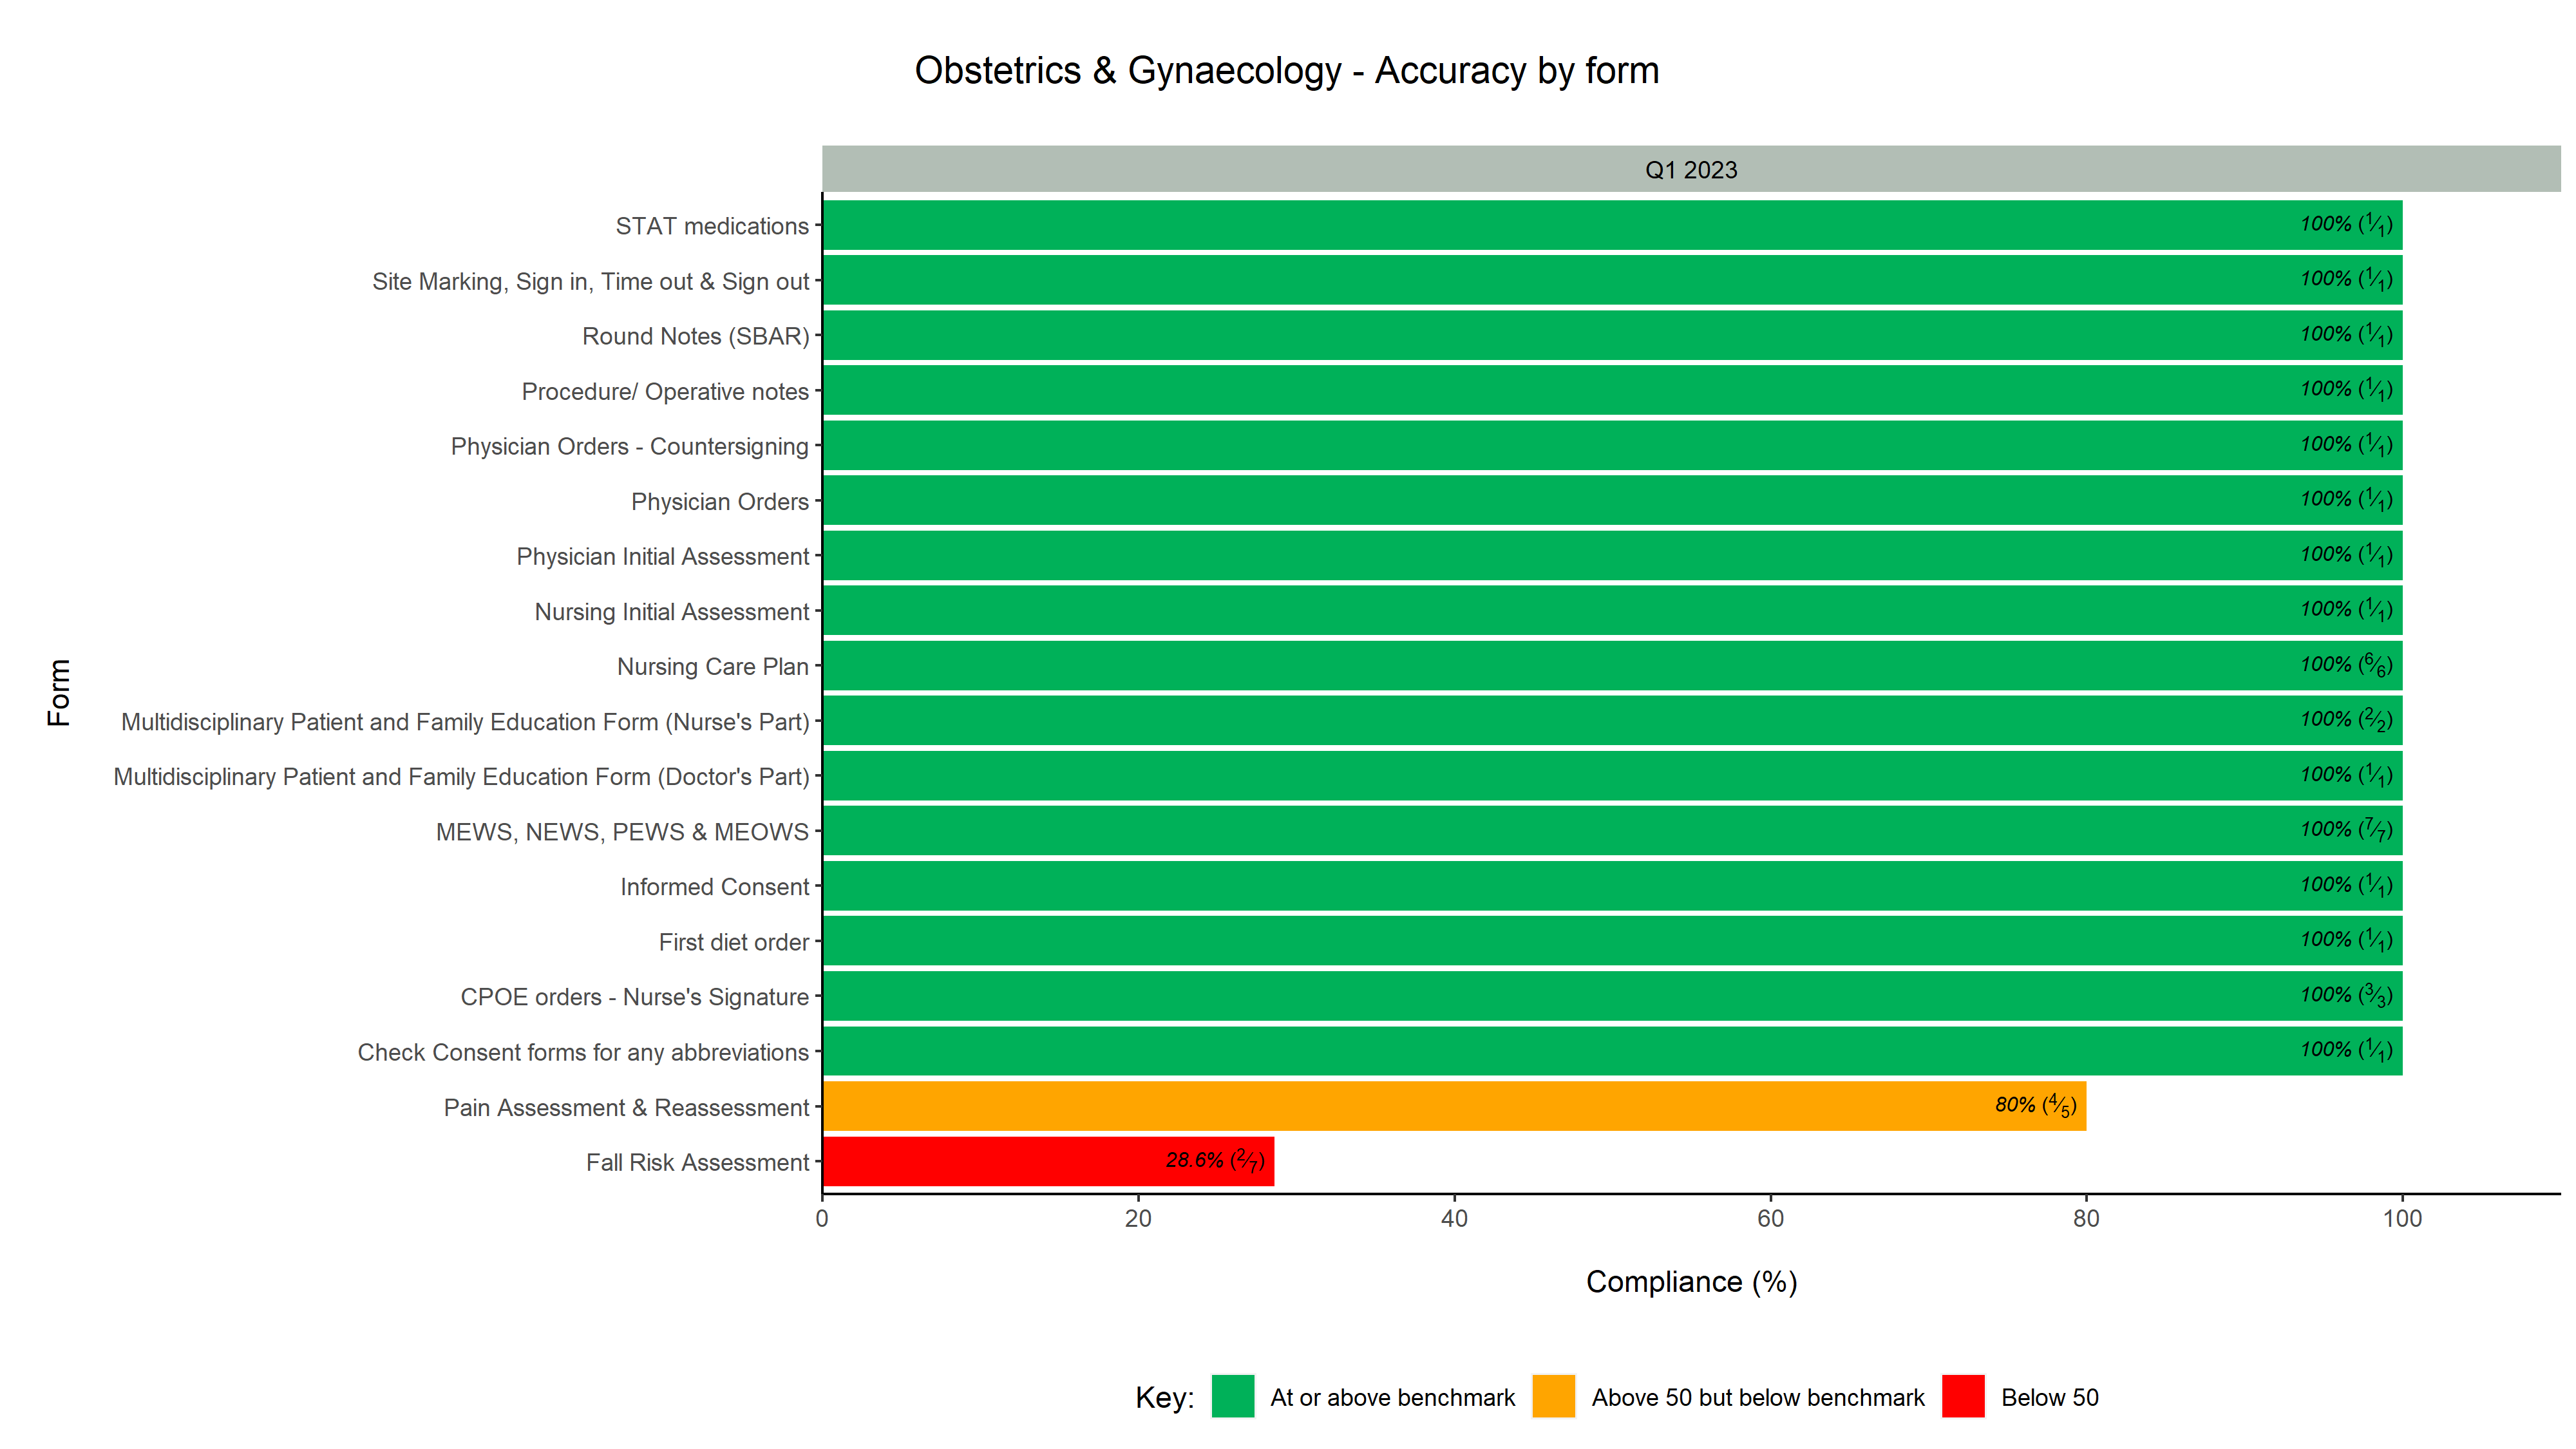 Obstetrics & Gynaecology - Accuracy by form
Q1 2023
Form
STAT medications 100% (1⁄1)
Site Marking, Sign in, Time out & Sign out 100% (1⁄1)
Round Notes (SBAR) 100% (1⁄1)
Procedure/ Operative notes 100% (1⁄1)
Physician Orders - Countersigning 100% (1⁄1)
Physician Orders 100% (1⁄1)
Physician Initial Assessment 100% (1⁄1)
Nursing Initial Assessment 100% (1⁄1)
Nursing Care Plan 100% (6⁄6)
Multidisciplinary Patient and Family Education Form (Nurse's Part) 100% (2⁄2)
Multidisciplinary Patient and Family Education Form (Doctor's Part) 100% (1⁄1)
MEWS, NEWS, PEWS & MEOWS 100% (7⁄7)
Informed Consent 100% (1⁄1)
First diet order 100% (1⁄1)
CPOE orders - Nurse's Signature 100% (3⁄3)
Check Consent forms for any abbreviations 100% (1⁄1)
Pain Assessment & Reassessment 80% (4⁄5)
Fall Risk Assessment 28.6% (2⁄7)
0 20 40 60 80 100
Compliance (%)
Key: At or above benchmark Above 50 but below benchmark Below 50